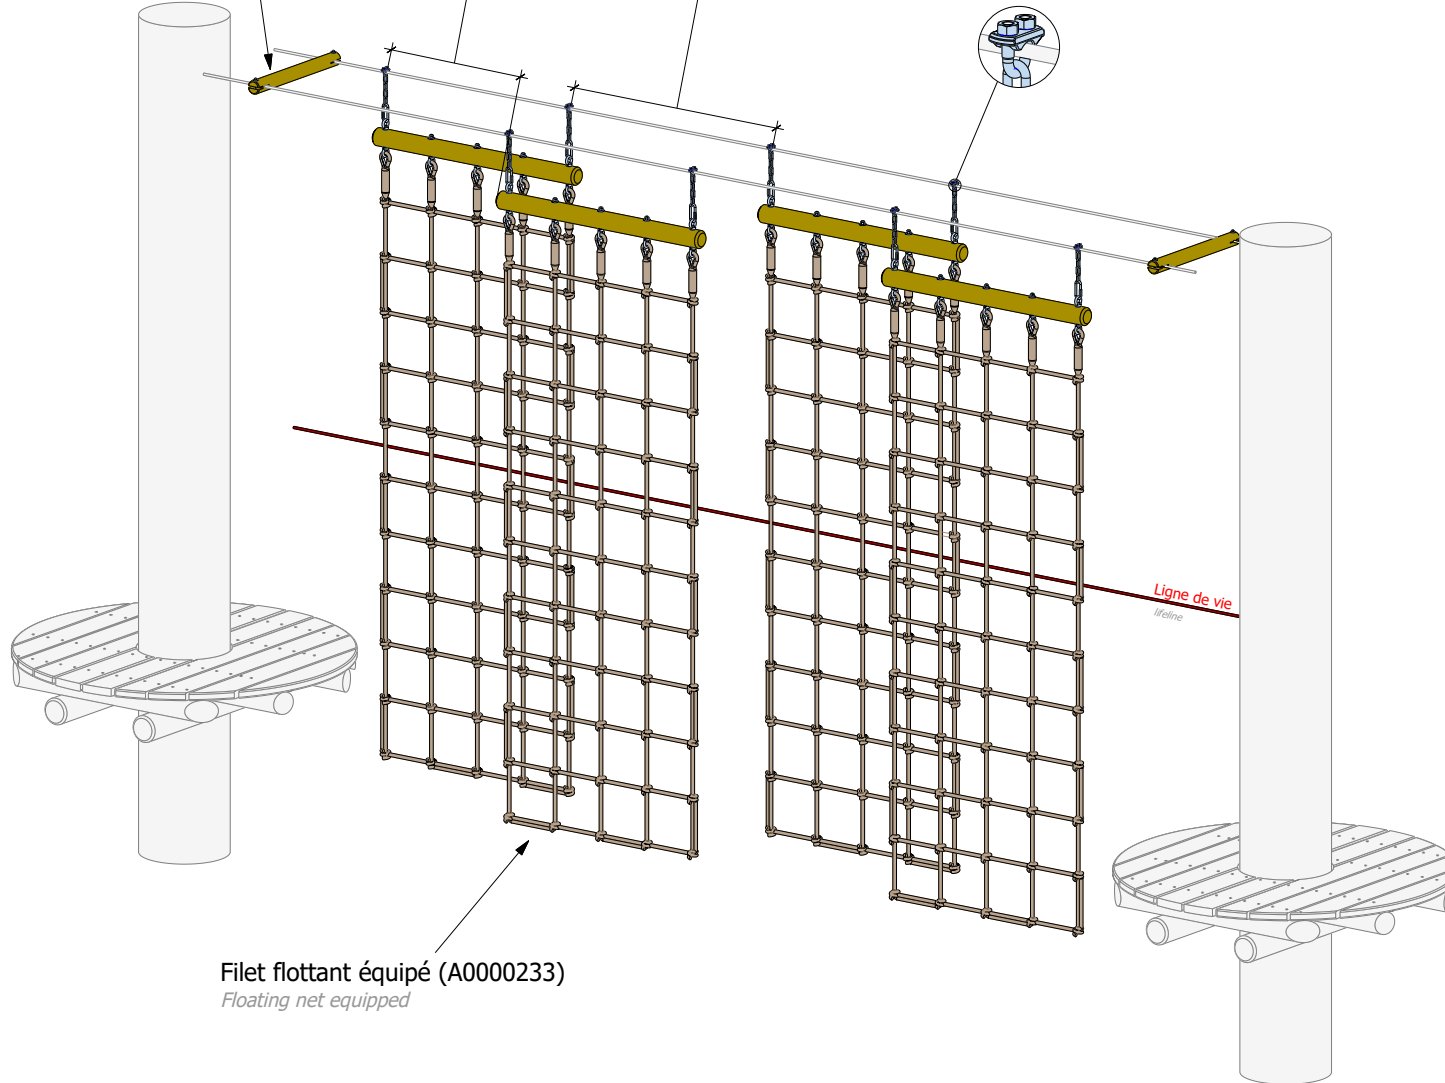 Ligne de vie
lifeline
Filet flottant équipé (A0000233)
Floating net equipped